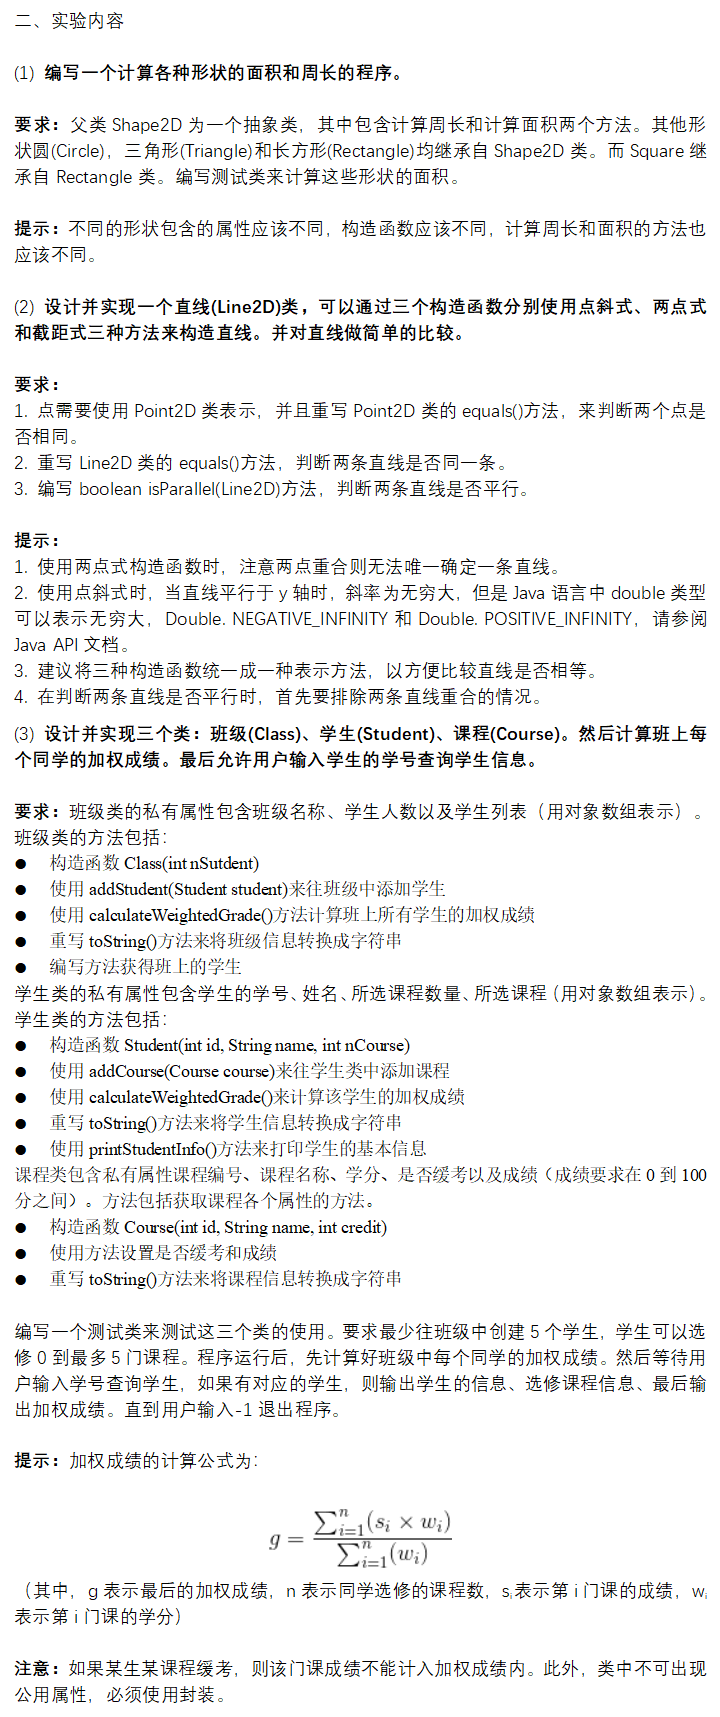 二、实验内容
(1) 编写一个计算各种形状的面积和周长的程序。
要求：父类 Shape2D 为一个抽象类，其中包含计算周长和计算面积两个方法。其他形
状圆(Circle)，三角形(Triangle)和长方形(Rectangle)均继承自 Shape2D 类。而 Square 继
承自 Rectangle 类。编写测试类来计算这些形状的面积。
提示：不同的形状包含的属性应该不同，构造函数应该不同，计算周长和面积的方法也
应该不同。
(2) 设计并实现一个直线(Line2D)类，可以通过三个构造函数分别使用点斜式、两点式
和截距式三种方法来构造直线。并对直线做简单的比较。
要求：
1. 点需要使用 Point2D 类表示，并且重写 Point2D 类的 equals()方法，来判断两个点是
否相同。
2. 重写 Line2D 类的 equals()方法，判断两条直线是否同一条。
3. 编写 boolean isParallel(Line2D)方法，判断两条直线是否平行。
提示：
1. 使用两点式构造函数时，注意两点重合则无法唯一确定一条直线。
2. 使用点斜式时，当直线平行于 y 轴时，斜率为无穷大，但是 Java 语言中 double 类型
可以表示无穷大，Double. NEGATIVE_INFINITY 和 Double. POSITIVE_INFINITY，请参阅
Java API 文档。
3. 建议将三种构造函数统一成一种表示方法，以方便比较直线是否相等。
4. 在判断两条直线是否平行时，首先要排除两条直线重合的情况。
(3) 设计并实现三个类：班级(Class)、学生(Student)、课程(Course)。然后计算班上每
个同学的加权成绩。最后允许用户输入学生的学号查询学生信息。
要求：班级类的私有属性包含班级名称、学生人数以及学生列表（用对象数组表示）。
班级类的方法包括：
● 构造函数 Class(int nSutdent)
● 使用 addStudent(Student student)来往班级中添加学生
● 使用 calculateWeightedGrade()方法计算班上所有学生的加权成绩
● 重写 toString()方法来将班级信息转换成字符串
● 编写方法获得班上的学生
学生类的私有属性包含学生的学号、姓名、所选课程数量、所选课程（用对象数组表示）。
学生类的方法包括：
● 构造函数 Student(int id, String name, int nCourse)
● 使用 addCourse(Course course)来往学生类中添加课程
● 使用 calculateWeightedGrade()来计算该学生的加权成绩
● 重写 toString()方法来将学生信息转换成字符串
● 使用 printStudentInfo()方法来打印学生的基本信息
课程类包含私有属性课程编号、课程名称、学分、是否缓考以及成绩（成绩要求在 0 到 100
分之间）。方法包括获取课程各个属性的方法。
● 构造函数 Course(int id, String name, int credit)
● 使用方法设置是否缓考和成绩
● 重写 toString()方法来将课程信息转换成字符串
编写一个测试类来测试这三个类的使用。要求最少往班级中创建 5 个学生，学生可以选
修 0 到最多 5 门课程。程序运行后，先计算好班级中每个同学的加权成绩。然后等待用
户输入学号查询学生，如果有对应的学生，则输出学生的信息、选修课程信息、最后输
出加权成绩。直到用户输入-1 退出程序。
提示：加权成绩的计算公式为：
g = \frac{\sum_{i=1}^{n}(s_i × w_i)}{\sum_{i=1}^{n}(w_i)}
（其中，g 表示最后的加权成绩，n 表示同学选修的课程数，sᵢ表示第 i 门课的成绩，wᵢ
表示第 i 门课的学分）
注意：如果某生某课程缓考，则该门课成绩不能计入加权成绩内。此外，类中不可出现
公用属性，必须使用封装。